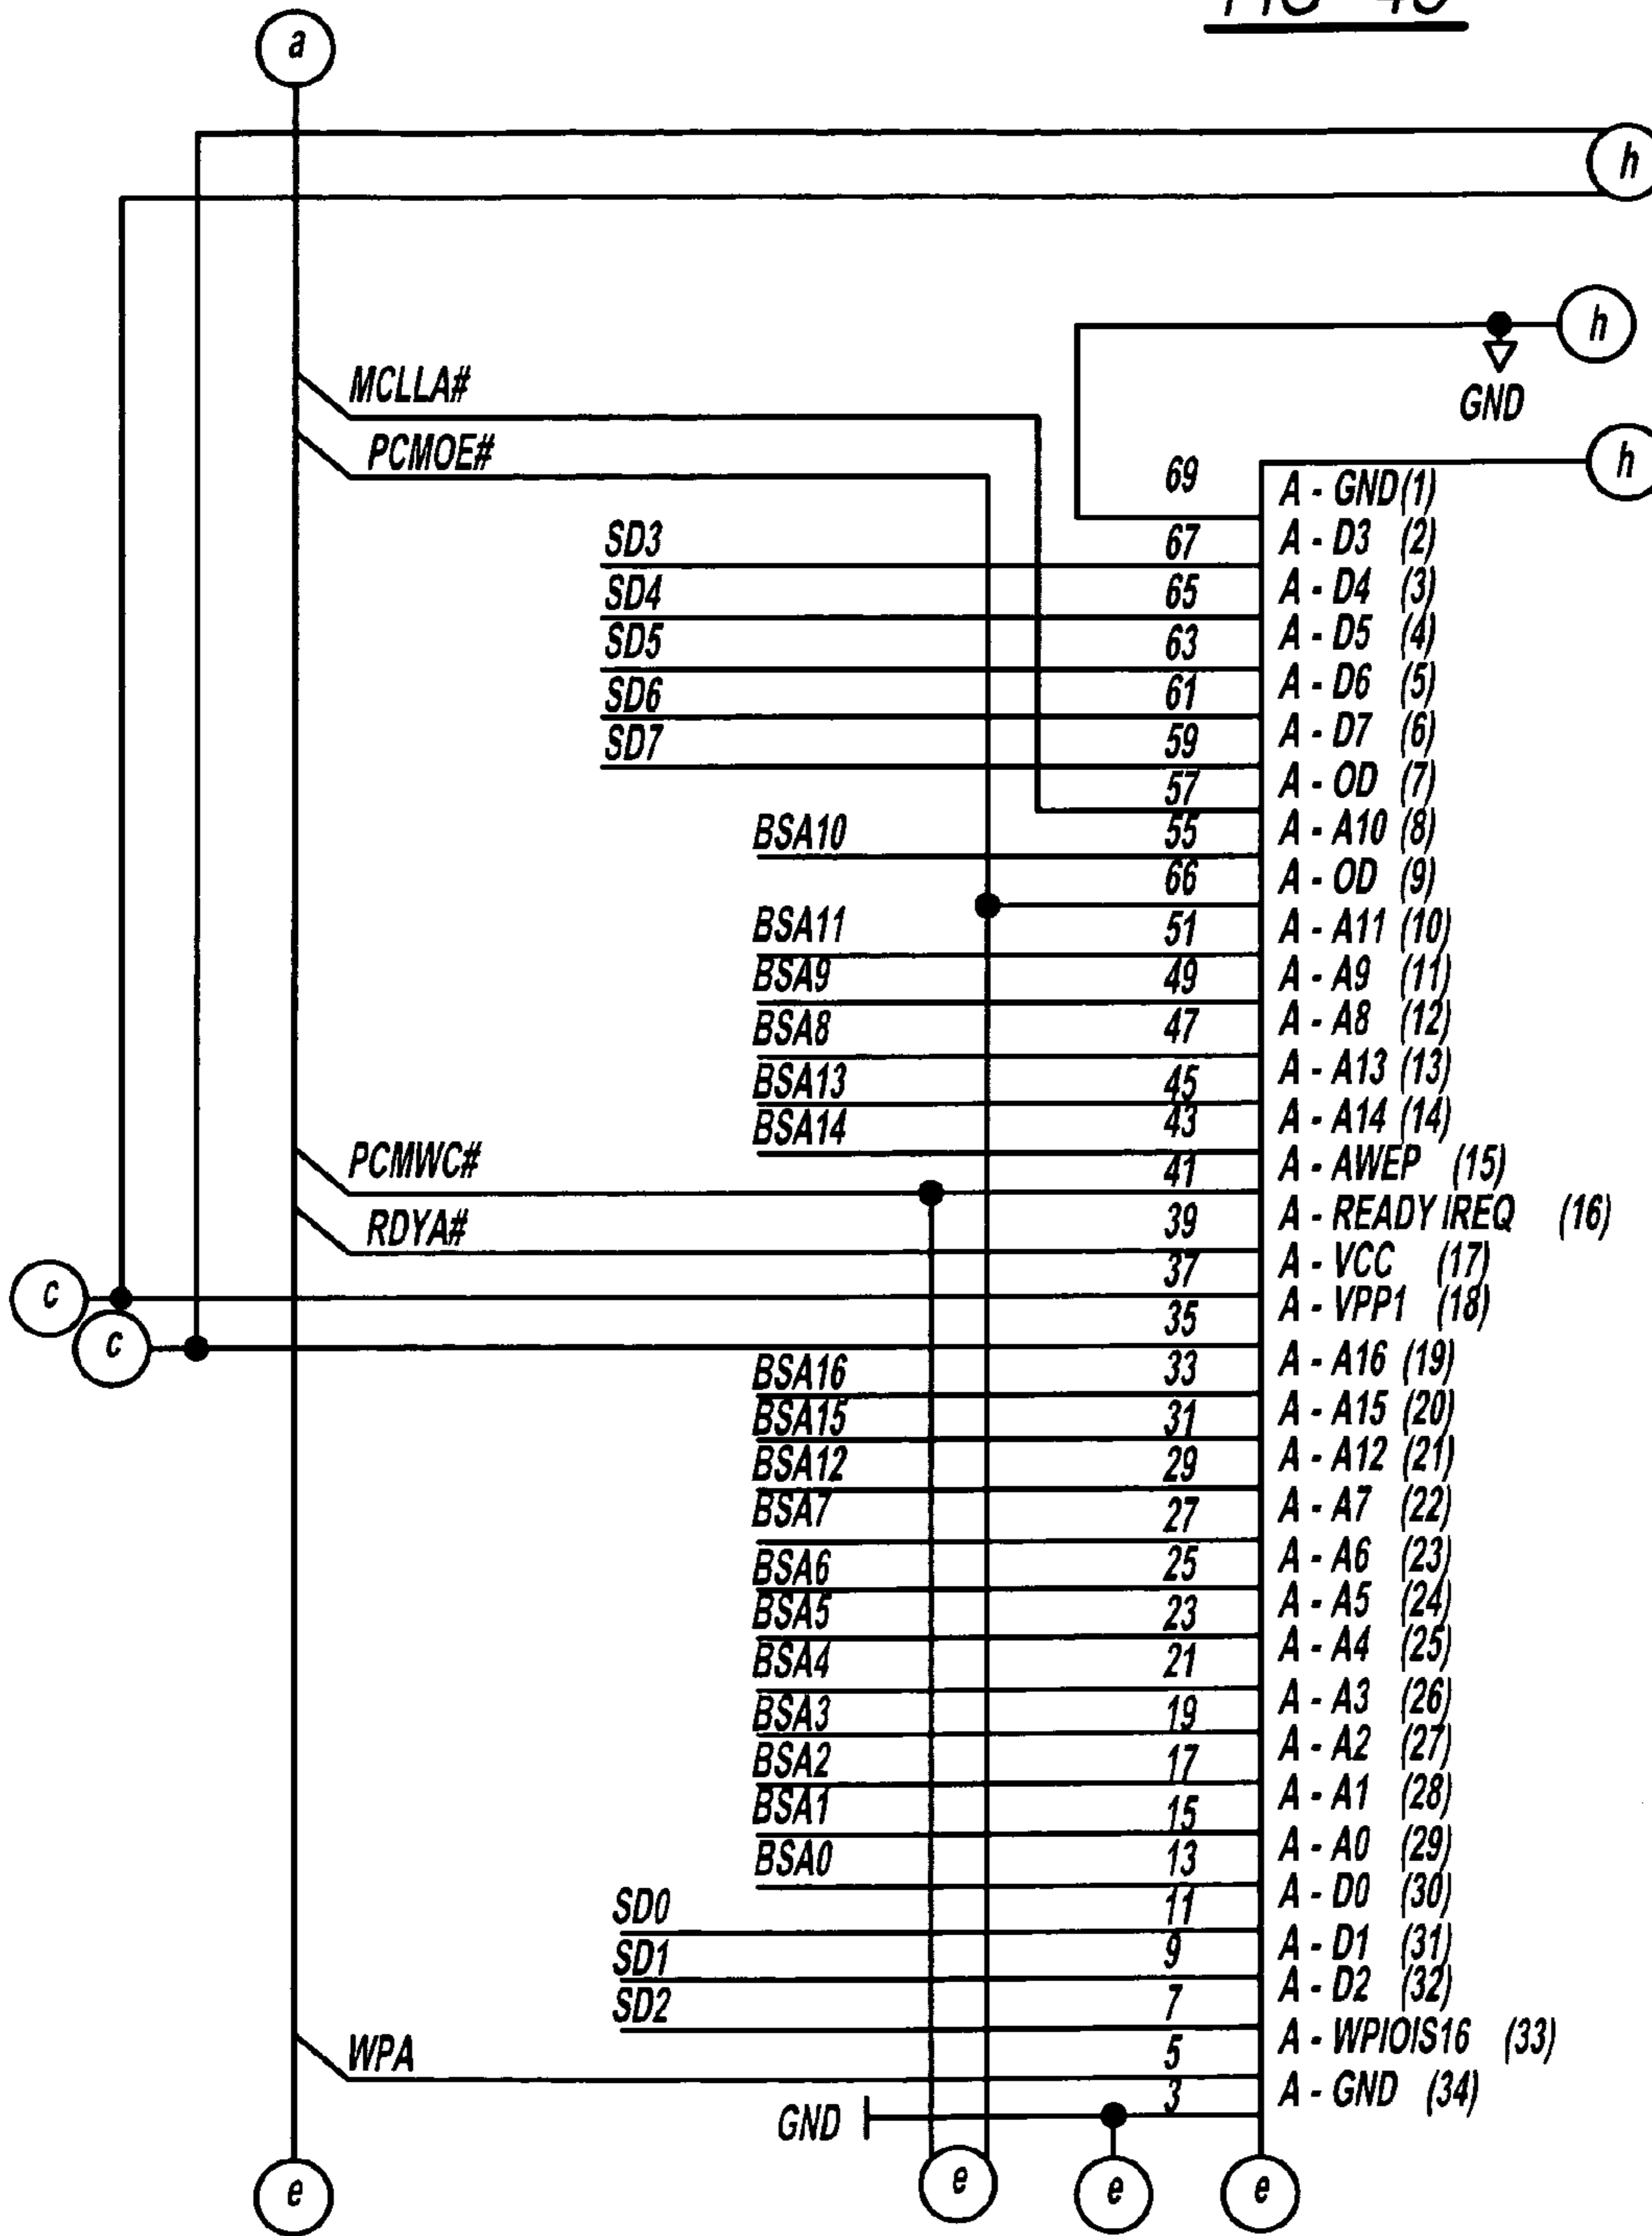 FIG
a
h
h
GND
MCLLA#
PCMOE#
h
69 A - GND(1)
SD3 67 A - D3 (2)
SD4 65 A - D4 (3)
SD5 63 A - D5 (4)
SD6 61 A - D6 (5)
SD7 59 A - D7 (6)
57 A - OD (7)
BSA10 55 A - A10 (8)
66 A - OD (9)
BSA11 51 A - A11 (10)
BSA9 49 A - A9 (11)
BSA8 47 A - A8 (12)
BSA13 45 A - A13 (13)
BSA14 43 A - A14 (14)
PCMWC# 41 A - AWEP (15)
RDYA# 39 A - READY IREQ (16)
c 37 A - VCC (17)
c 35 A - VPP1 (18)
BSA16 33 A - A16 (19)
BSA15 31 A - A15 (20)
BSA12 29 A - A12 (21)
BSA7 27 A - A7 (22)
BSA6 25 A - A6 (23)
BSA5 23 A - A5 (24)
BSA4 21 A - A4 (25)
BSA3 19 A - A3 (26)
BSA2 17 A - A2 (27)
BSA1 15 A - A1 (28)
BSA0 13 A - A0 (29)
SD0 11 A - D0 (30)
SD1 9 A - D1 (31)
SD2 7 A - D2 (32)
WPA 5 A - WPIOIS16 (33)
GND 3 A - GND (34)
e e e e